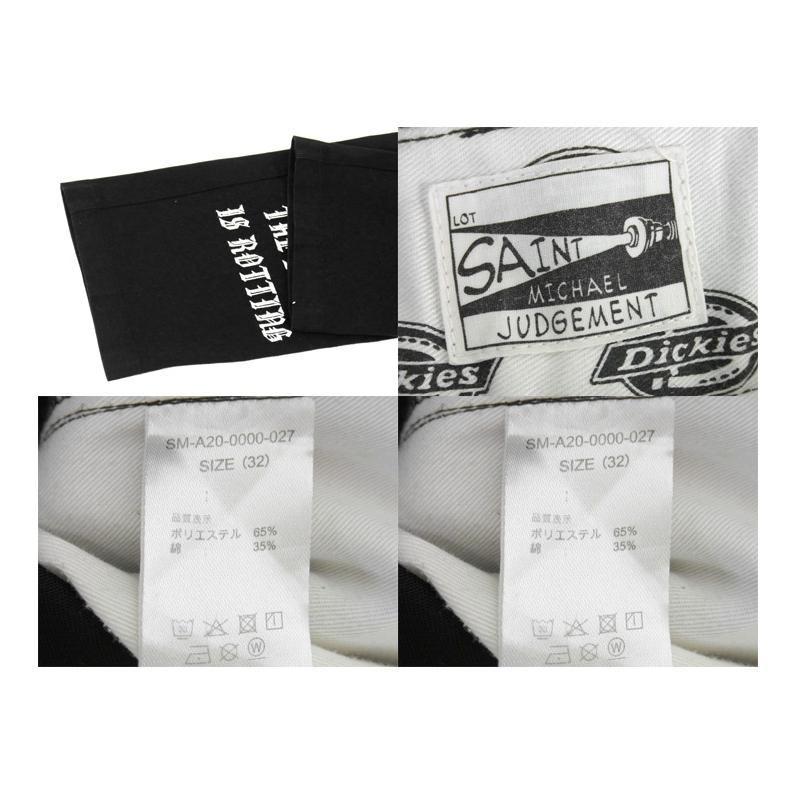 IS
LOT
SAINT
MICHAEL
JUDGEMENT
Dickies
kies
SM-A20-0000-027
SIZE (32)
品質表示
ポリエステル 65%
綿 35%
W
SM-A20-0000-027
SIZE (32)
品質表示
ポリエステル 65%
綿 35%
W